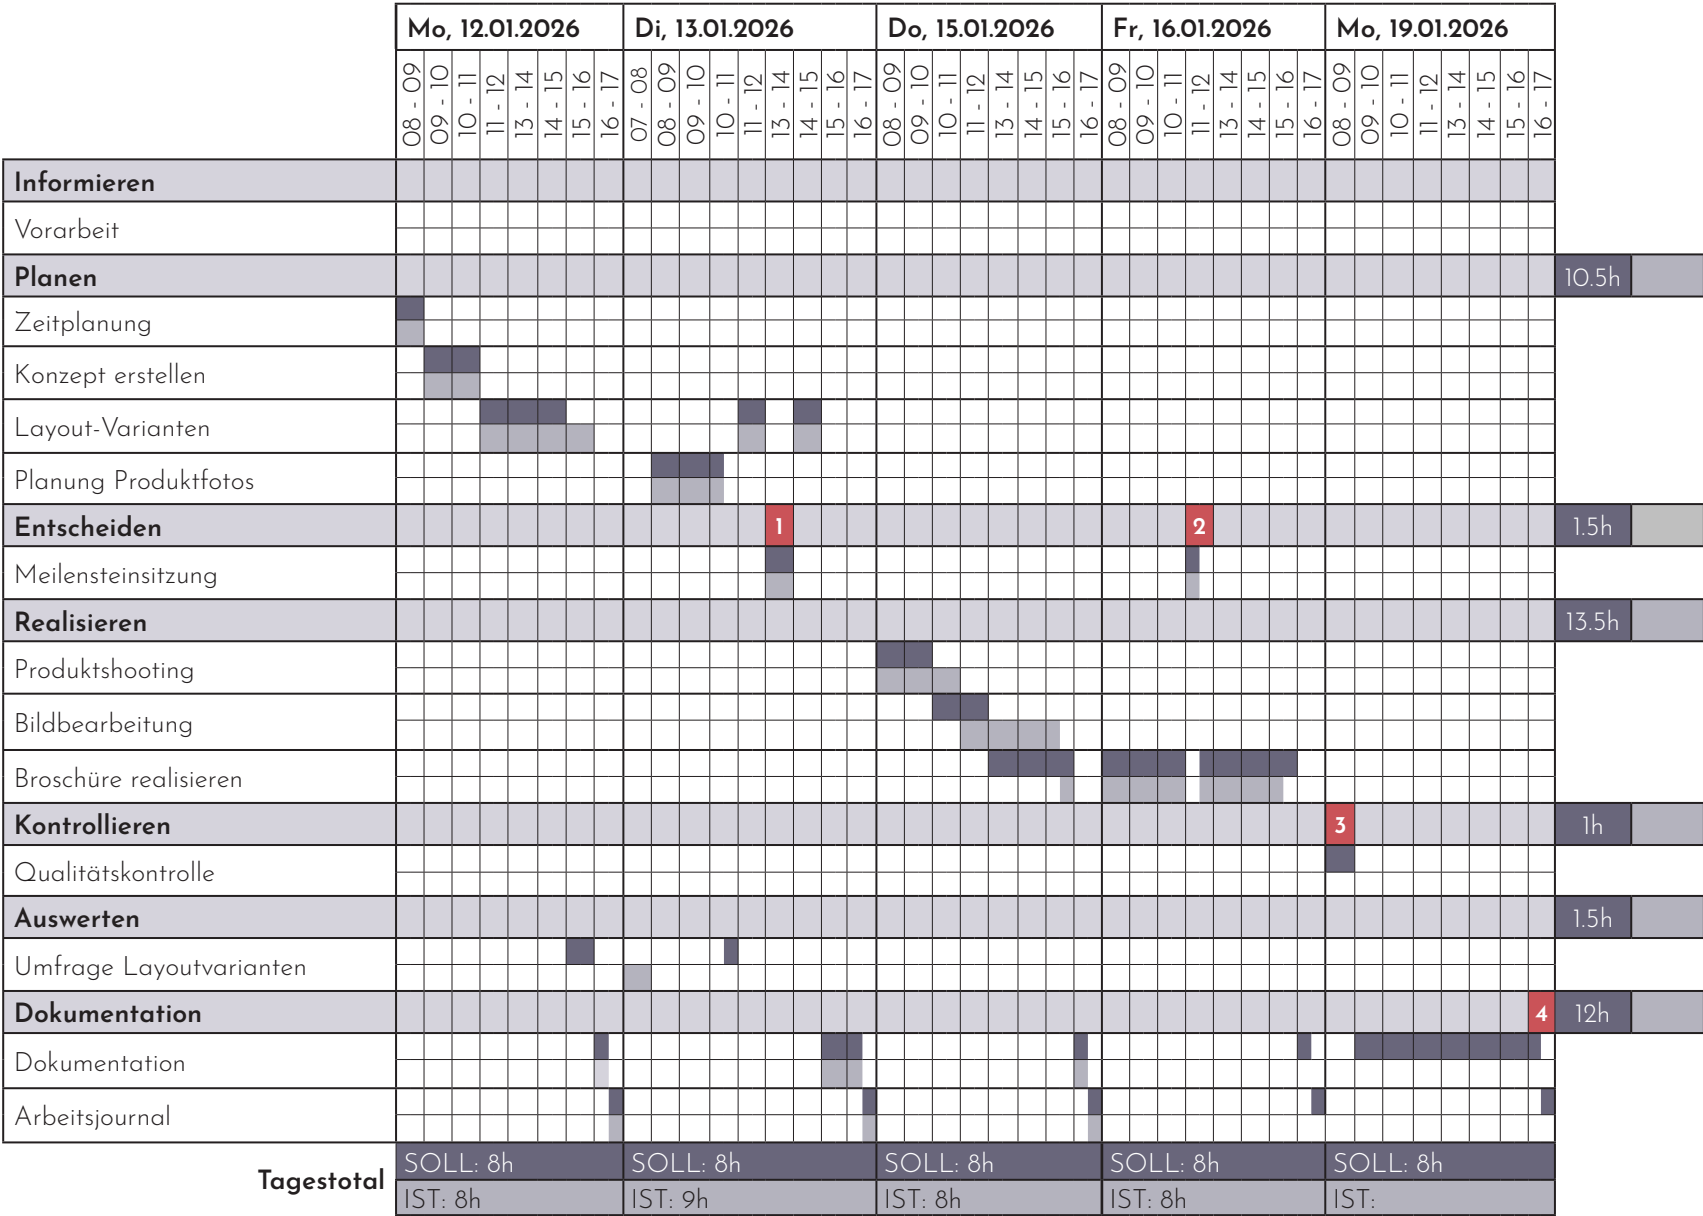 Mo, 12.01.2026 Di, 13.01.2026 Do, 15.01.2026 Fr, 16.01.2026 Mo, 19.01.2026
08 - 09 09 - 10 10 - 11 11 - 12 13 - 14 14 - 15 15 - 16 16 - 17 07 - 08 08 - 09 09 - 10 10 - 11 11 - 12 13 - 14 14 - 15 15 - 16 16 - 17 08 - 09 09 - 10 10 - 11 11 - 12 13 - 14 14 - 15 15 - 16 16 - 17 08 - 09 09 - 10 10 - 11 11 - 12 13 - 14 14 - 15 15 - 16 16 - 17 08 - 09 09 - 10 10 - 11 11 - 12 13 - 14 14 - 15 15 - 16 16 - 17
Informieren
Vorarbeit
Planen 10.5h
Zeitplanung
Konzept erstellen
Layout-Varianten
Planung Produktfotos
Entscheiden 1 2 1.5h
Meilensteinsitzung
Realisieren 13.5h
Produktshooting
Bildbearbeitung
Broschüre realisieren
Kontrollieren 3 1h
Qualitätskontrolle
Auswerten 1.5h
Umfrage Layoutvarianten
Dokumentation 4 12h
Dokumentation
Arbeitsjournal
Tagestotal
SOLL: 8h SOLL: 8h SOLL: 8h SOLL: 8h SOLL: 8h
IST: 8h IST: 9h IST: 8h IST: 8h IST: